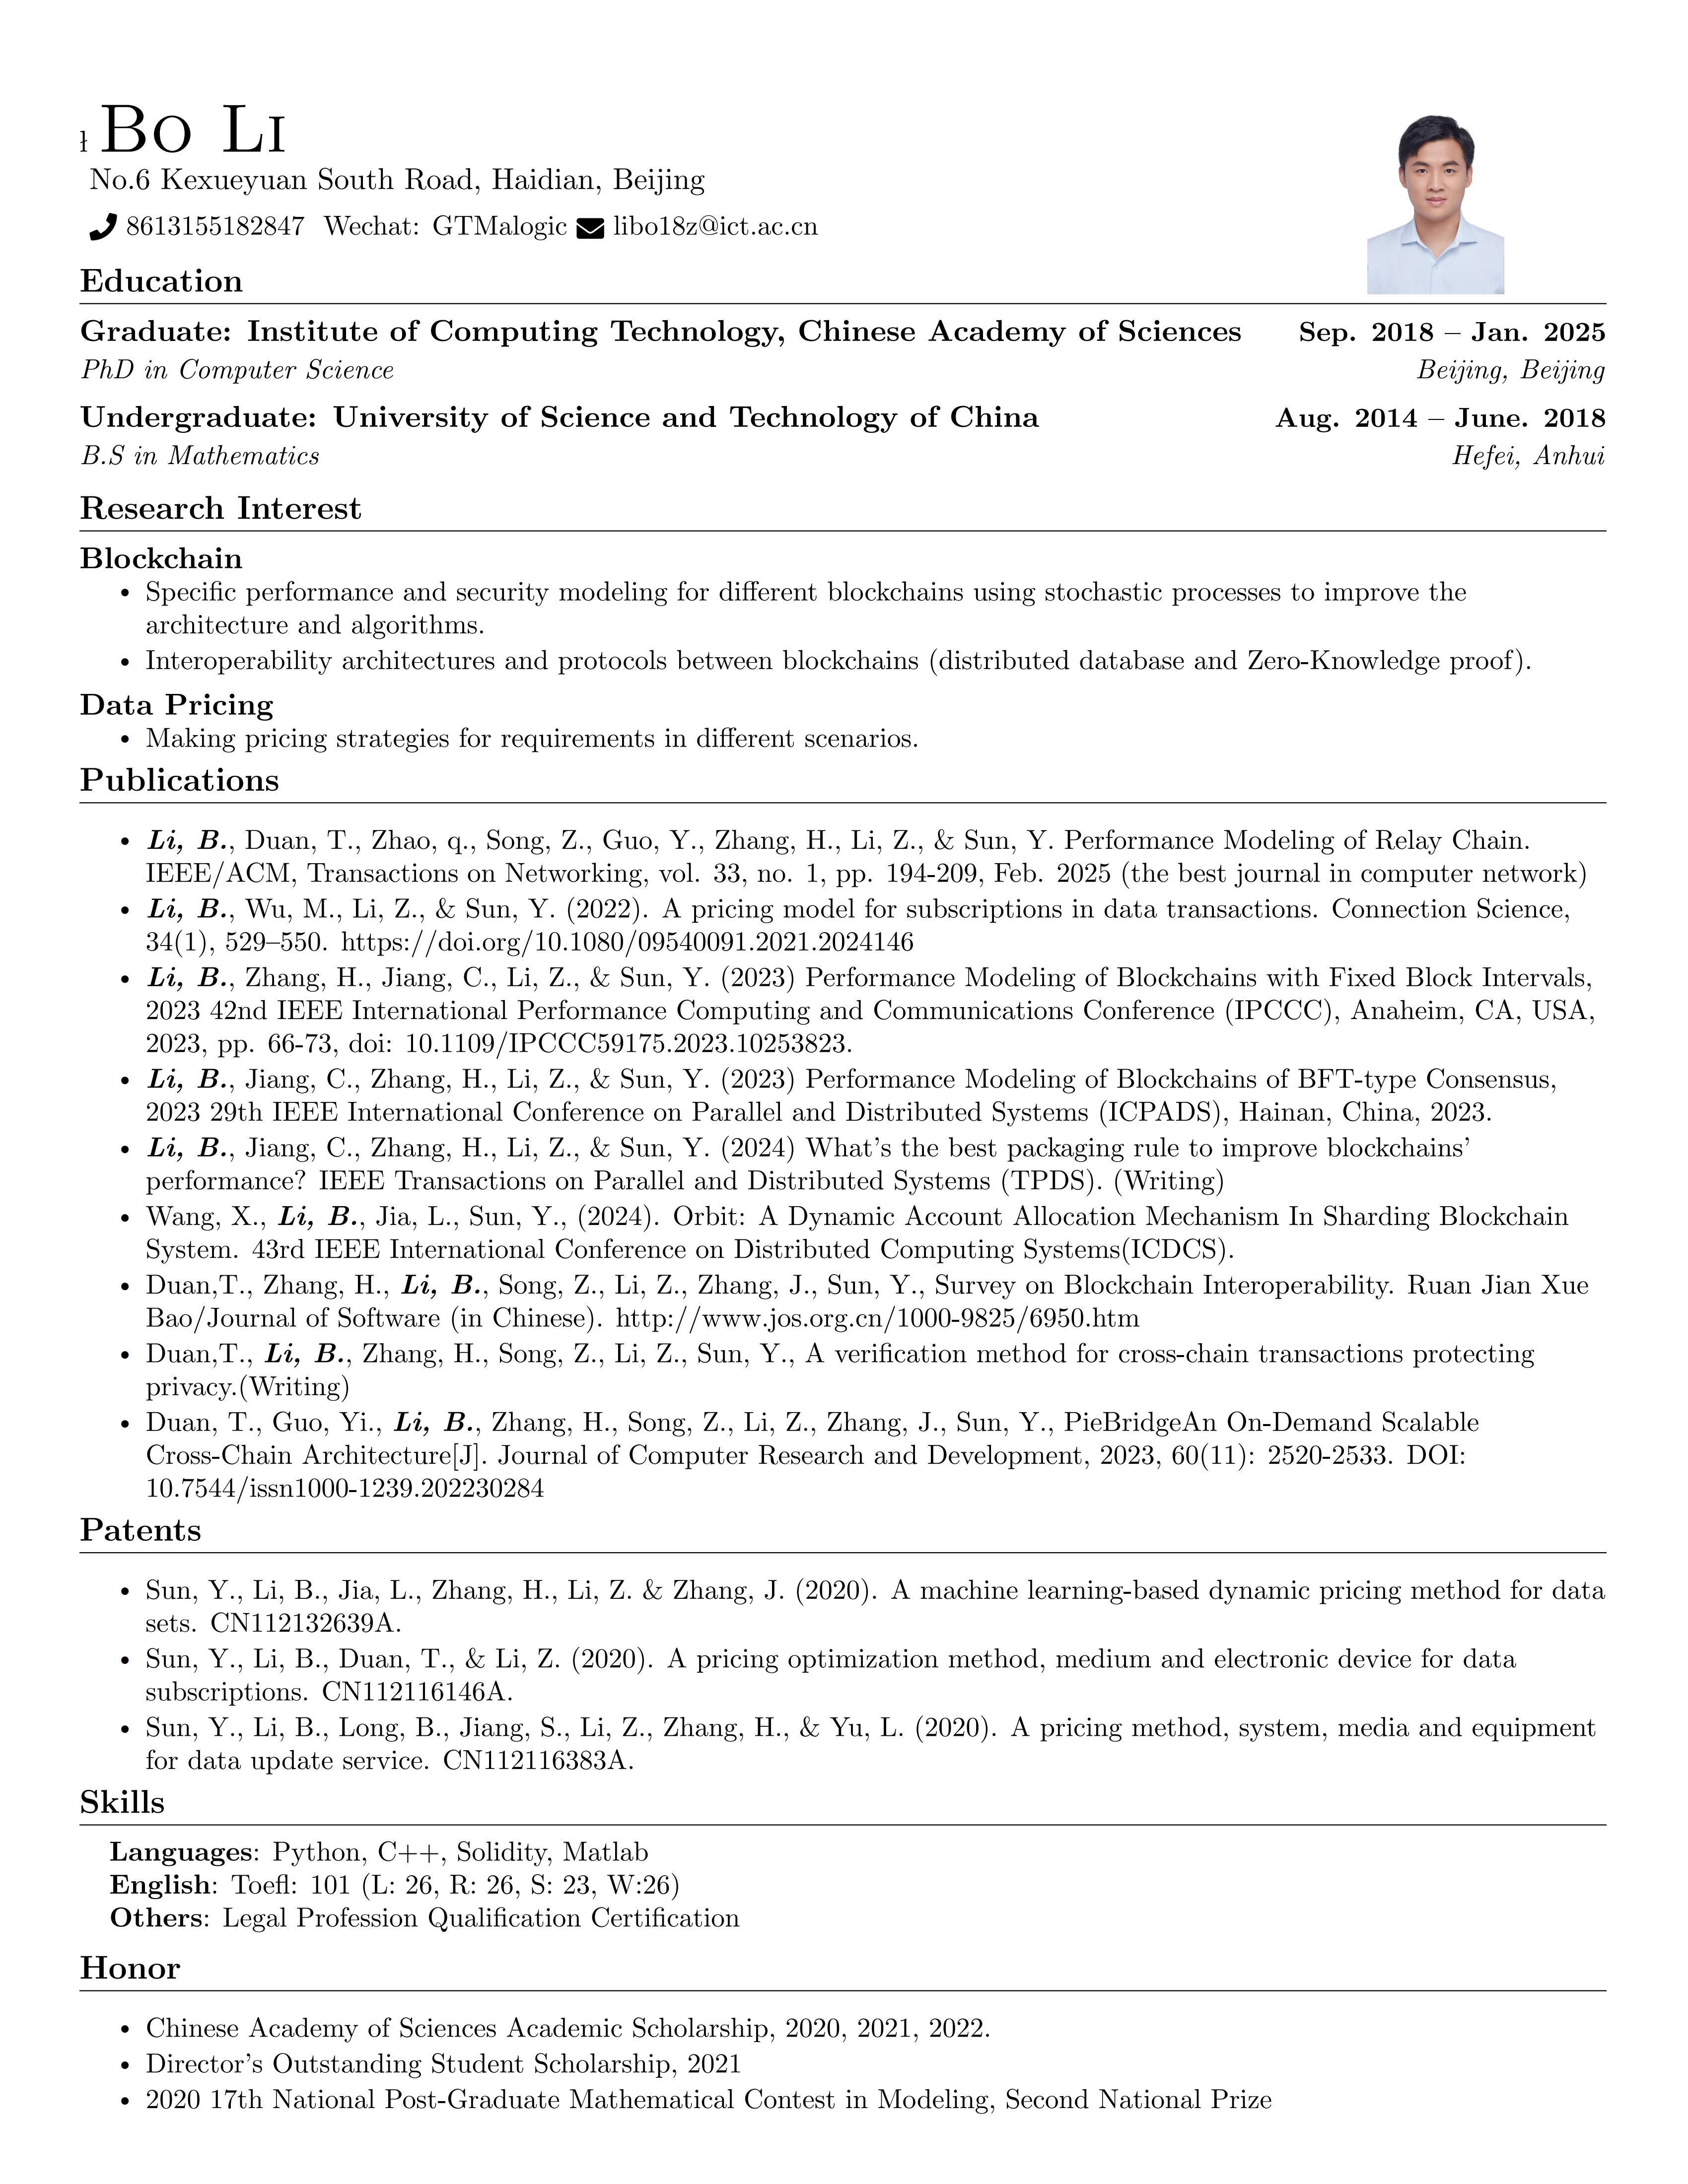 ł Bo Li
No.6 Kexueyuan South Road, Haidian, Beijing
8613155182847 Wechat: GTMalogic libo18z@ict.ac.cn
Education
Graduate: Institute of Computing Technology, Chinese Academy of Sciences Sep. 2018 – Jan. 2025
PhD in Computer Science Beijing, Beijing
Undergraduate: University of Science and Technology of China Aug. 2014 – June. 2018
B.S in Mathematics Hefei, Anhui
Research Interest
Blockchain
• Specific performance and security modeling for different blockchains using stochastic processes to improve the
architecture and algorithms.
• Interoperability architectures and protocols between blockchains (distributed database and Zero-Knowledge proof).
Data Pricing
• Making pricing strategies for requirements in different scenarios.
Publications
• Li, B., Duan, T., Zhao, q., Song, Z., Guo, Y., Zhang, H., Li, Z., & Sun, Y. Performance Modeling of Relay Chain.
IEEE/ACM, Transactions on Networking, vol. 33, no. 1, pp. 194-209, Feb. 2025 (the best journal in computer network)
• Li, B., Wu, M., Li, Z., & Sun, Y. (2022). A pricing model for subscriptions in data transactions. Connection Science,
34(1), 529–550. https://doi.org/10.1080/09540091.2021.2024146
• Li, B., Zhang, H., Jiang, C., Li, Z., & Sun, Y. (2023) Performance Modeling of Blockchains with Fixed Block Intervals,
2023 42nd IEEE International Performance Computing and Communications Conference (IPCCC), Anaheim, CA, USA,
2023, pp. 66-73, doi: 10.1109/IPCCC59175.2023.10253823.
• Li, B., Jiang, C., Zhang, H., Li, Z., & Sun, Y. (2023) Performance Modeling of Blockchains of BFT-type Consensus,
2023 29th IEEE International Conference on Parallel and Distributed Systems (ICPADS), Hainan, China, 2023.
• Li, B., Jiang, C., Zhang, H., Li, Z., & Sun, Y. (2024) What's the best packaging rule to improve blockchains'
performance? IEEE Transactions on Parallel and Distributed Systems (TPDS). (Writing)
• Wang, X., Li, B., Jia, L., Sun, Y., (2024). Orbit: A Dynamic Account Allocation Mechanism In Sharding Blockchain
System. 43rd IEEE International Conference on Distributed Computing Systems(ICDCS).
• Duan,T., Zhang, H., Li, B., Song, Z., Li, Z., Zhang, J., Sun, Y., Survey on Blockchain Interoperability. Ruan Jian Xue
Bao/Journal of Software (in Chinese). http://www.jos.org.cn/1000-9825/6950.htm
• Duan,T., Li, B., Zhang, H., Song, Z., Li, Z., Sun, Y., A verification method for cross-chain transactions protecting
privacy.(Writing)
• Duan, T., Guo, Yi., Li, B., Zhang, H., Song, Z., Li, Z., Zhang, J., Sun, Y., PieBridgeAn On-Demand Scalable
Cross-Chain Architecture[J]. Journal of Computer Research and Development, 2023, 60(11): 2520-2533. DOI:
10.7544/issn1000-1239.202230284
Patents
• Sun, Y., Li, B., Jia, L., Zhang, H., Li, Z. & Zhang, J. (2020). A machine learning-based dynamic pricing method for data
sets. CN112132639A.
• Sun, Y., Li, B., Duan, T., & Li, Z. (2020). A pricing optimization method, medium and electronic device for data
subscriptions. CN112116146A.
• Sun, Y., Li, B., Long, B., Jiang, S., Li, Z., Zhang, H., & Yu, L. (2020). A pricing method, system, media and equipment
for data update service. CN112116383A.
Skills
Languages: Python, C++, Solidity, Matlab
English: Toefl: 101 (L: 26, R: 26, S: 23, W:26)
Others: Legal Profession Qualification Certification
Honor
• Chinese Academy of Sciences Academic Scholarship, 2020, 2021, 2022.
• Director's Outstanding Student Scholarship, 2021
• 2020 17th National Post-Graduate Mathematical Contest in Modeling, Second National Prize